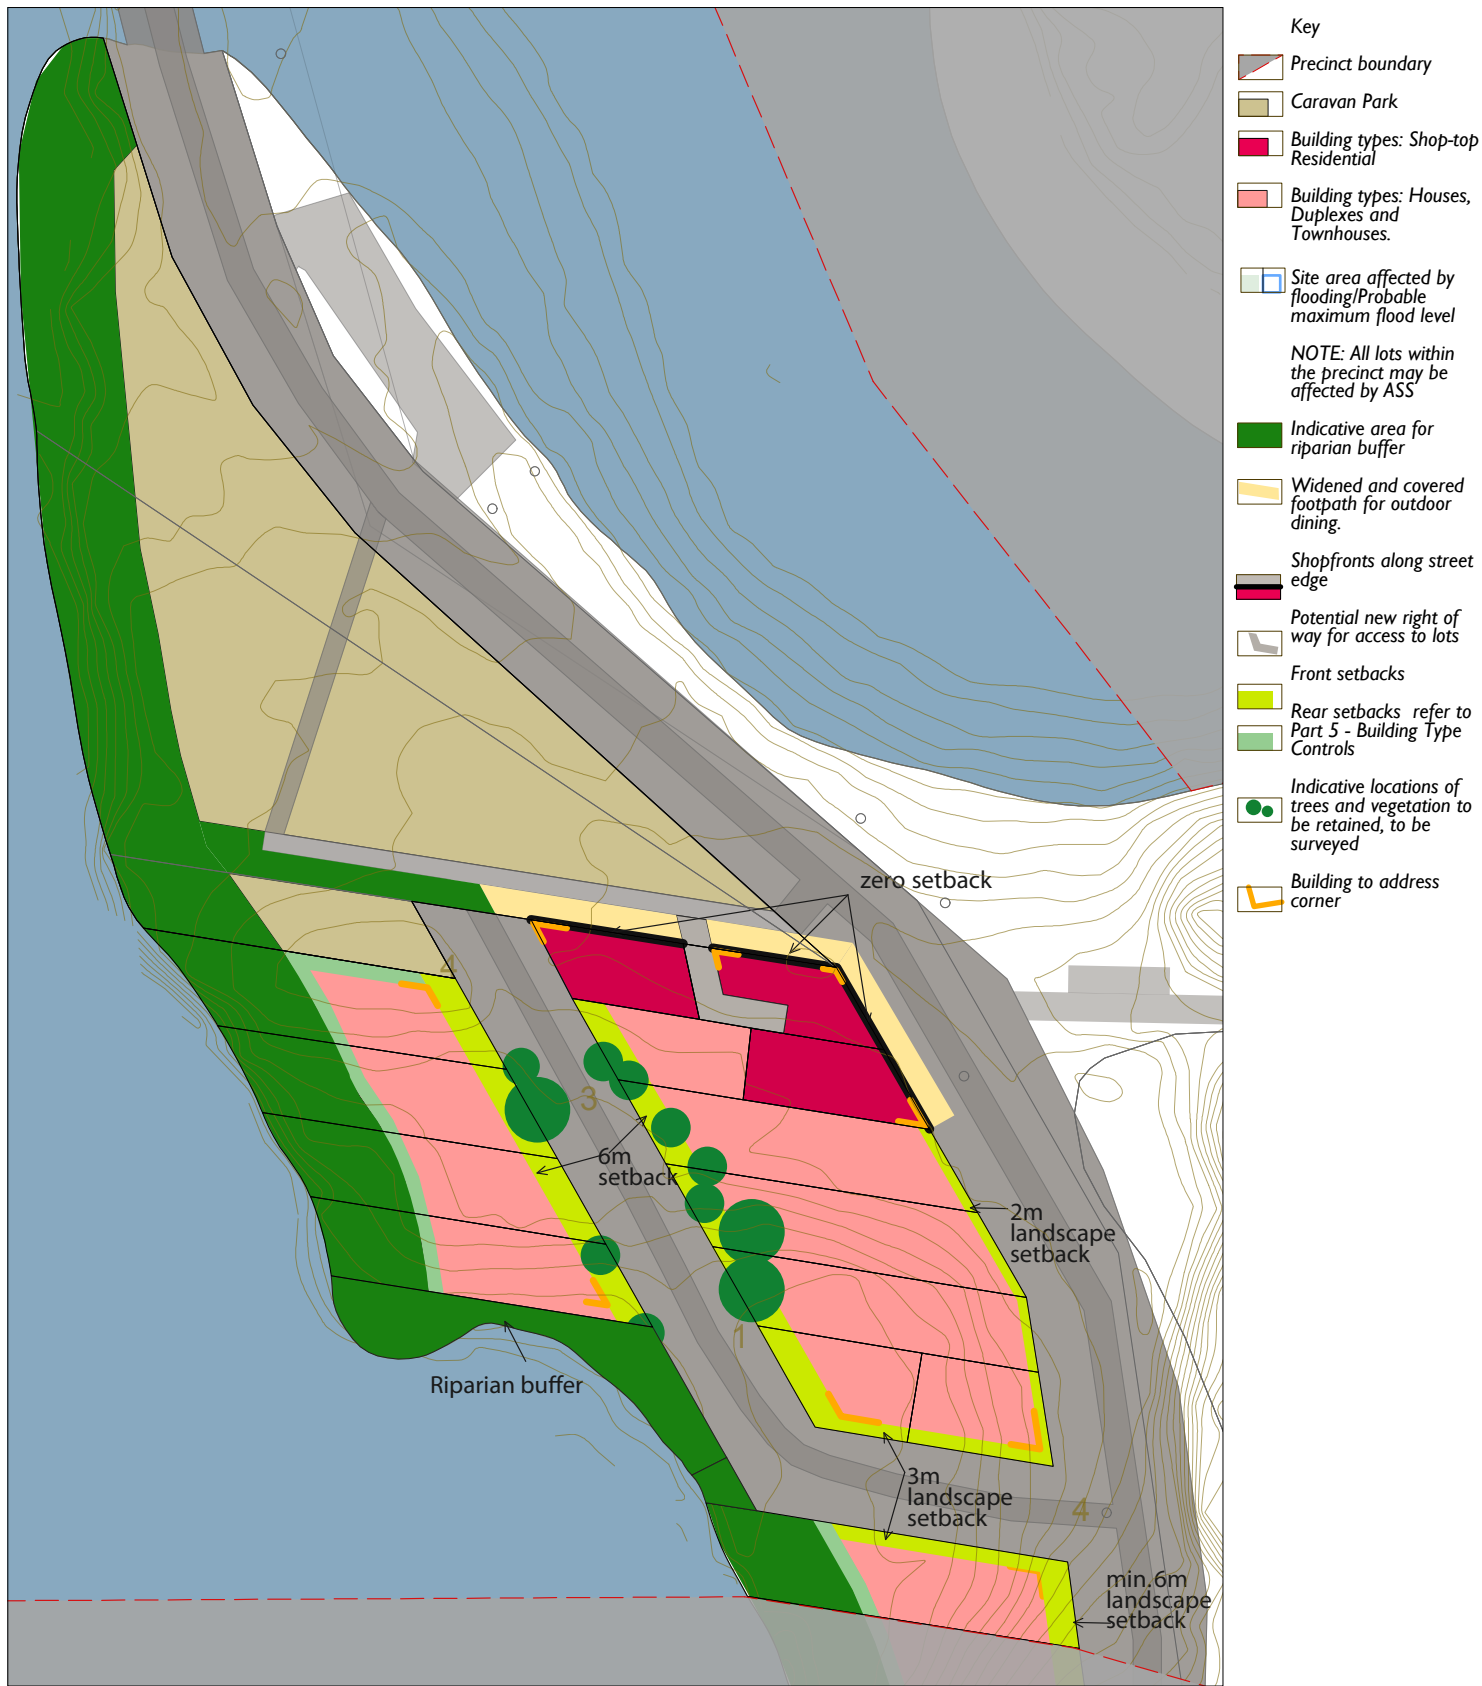 Key
Precinct boundary
Caravan Park
Building types: Shop-top
Residential
Building types: Houses,
Duplexes and
Townhouses.
Site area affected by
flooding/Probable
maximum flood level
NOTE: All lots within
the precinct may be
affected by ASS
Indicative area for
riparian buffer
Widened and covered
footpath for outdoor
dining.
Shopfronts along street
edge
Potential new right of
way for access to lots
Front setbacks
Rear setbacks refer to
Part 5 - Building Type
Controls
Indicative locations of
trees and vegetation to
be retained, to be
surveyed
Building to address
corner
zero setback
4
3
6m
setback
2m
landscape
setback
1
Riparian buffer
3m
landscape
setback
4
min.6m
landscape
setback